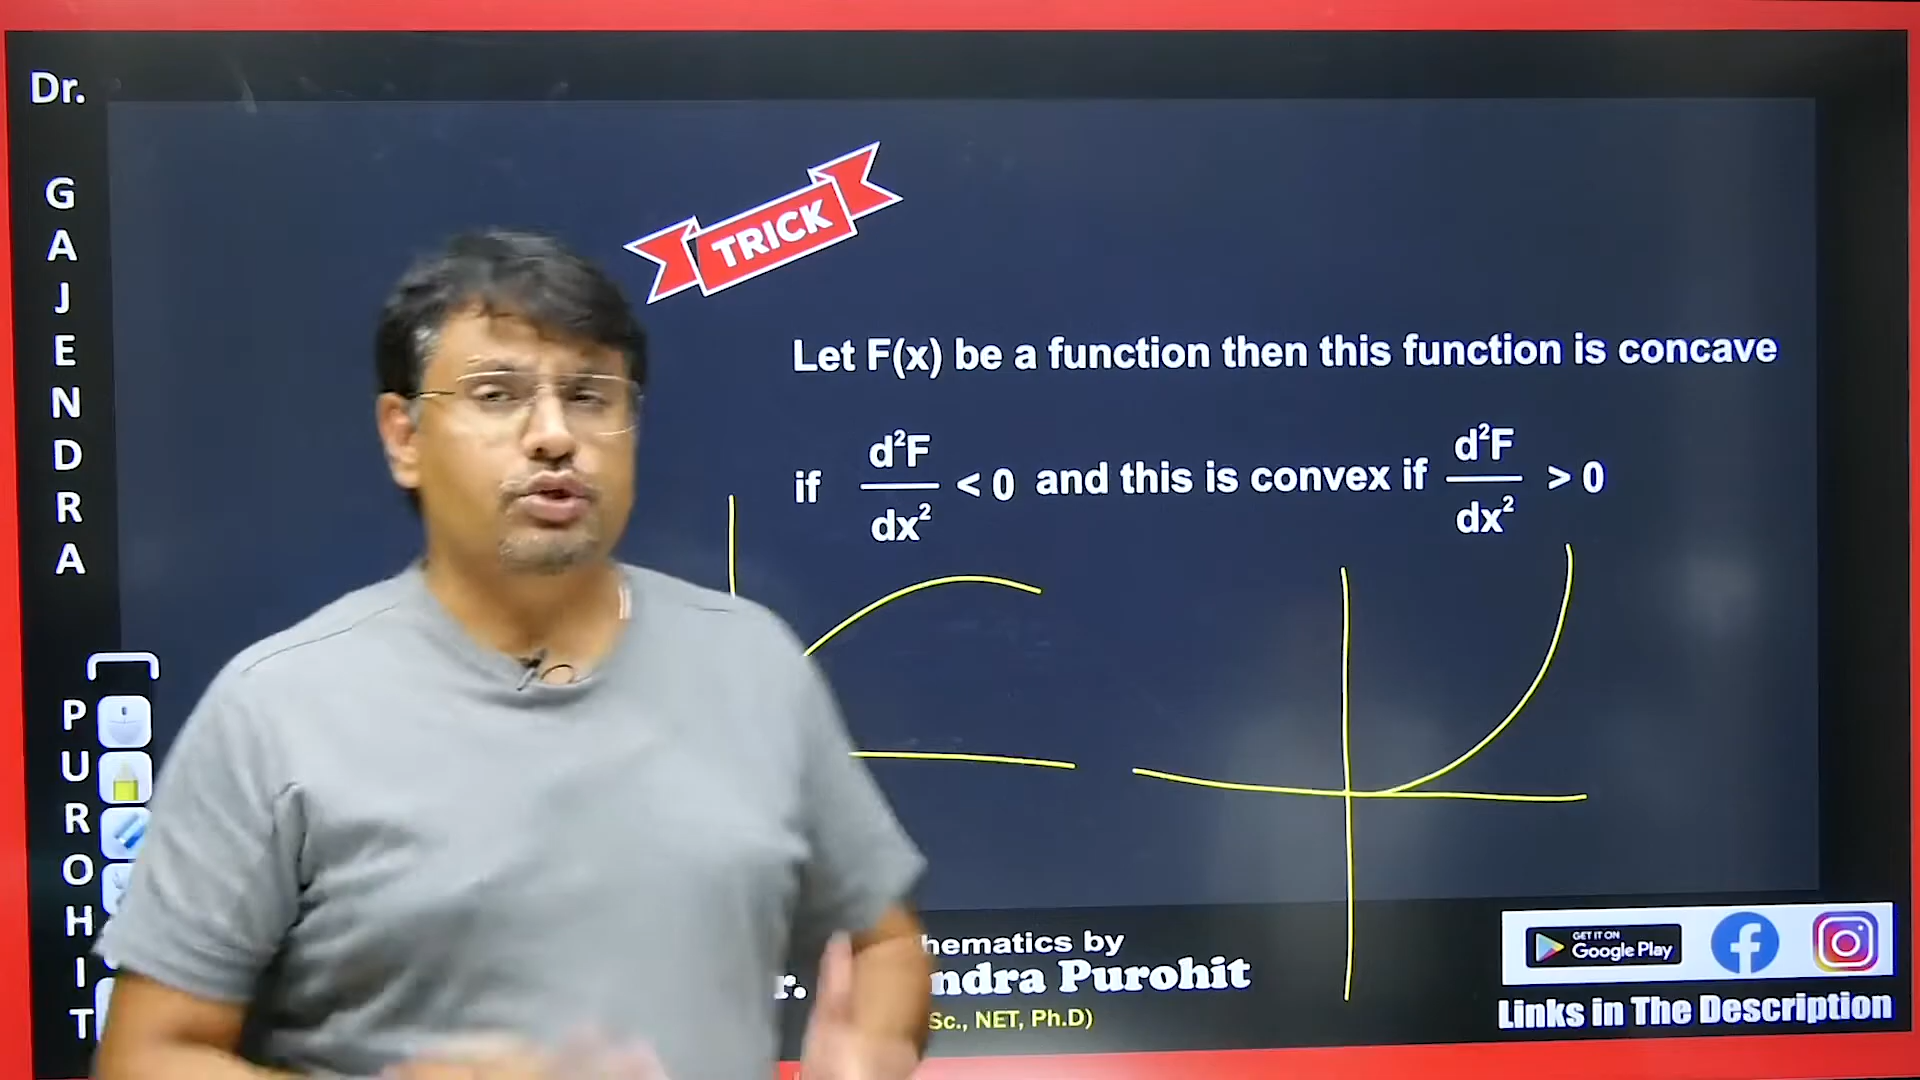 Dr.
GAJENDRA
PUROHIT
TRICK
Let F(x) be a function then this function is concave
if d²F/dx² < 0 and this is convex if d²F/dx² > 0
hematics by
r. ndra Purohit
Sc., NET, Ph.D)
GET IT ON
Google Play
Links in The Description